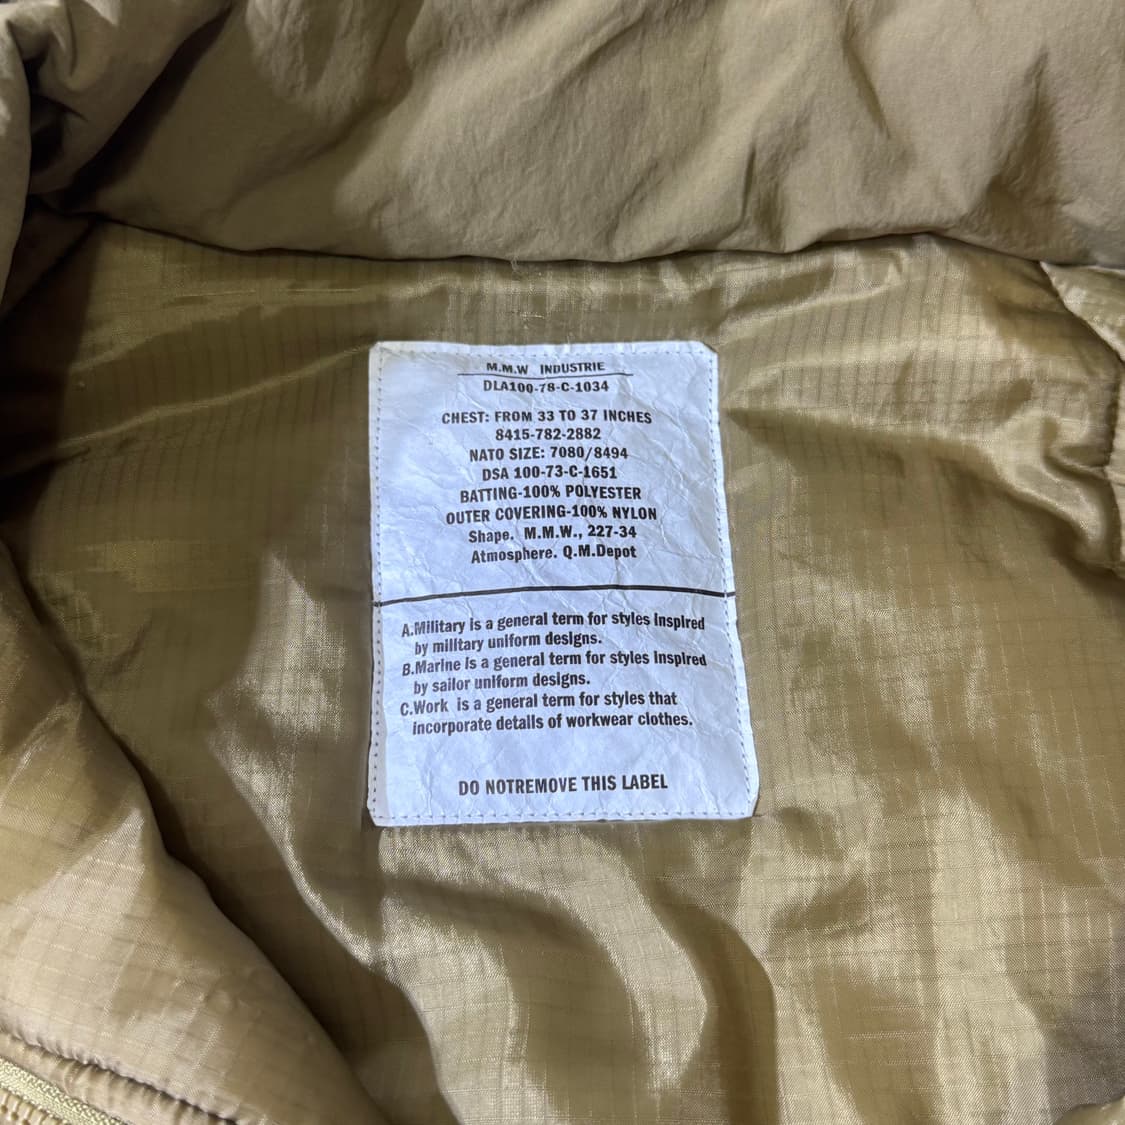 M.M.W INDUSTRIE
DLA100-78-C-1034
CHEST: FROM 33 TO 37 INCHES
8415-782-2882
NATO SIZE: 7080/8494
DSA 100-73-C-1651
BATTING-100% POLYESTER
OUTER COVERING-100% NYLON
Shape. M.M.W., 227-34
Atmosphere. Q.M.Depot
A.Military is a general term for styles inspired
by military uniform designs.
B.Marine is a general term for styles inspired
by sailor uniform designs.
C.Work is a general term for styles that
incorporate details of workwear clothes.
DO NOTREMOVE THIS LABEL